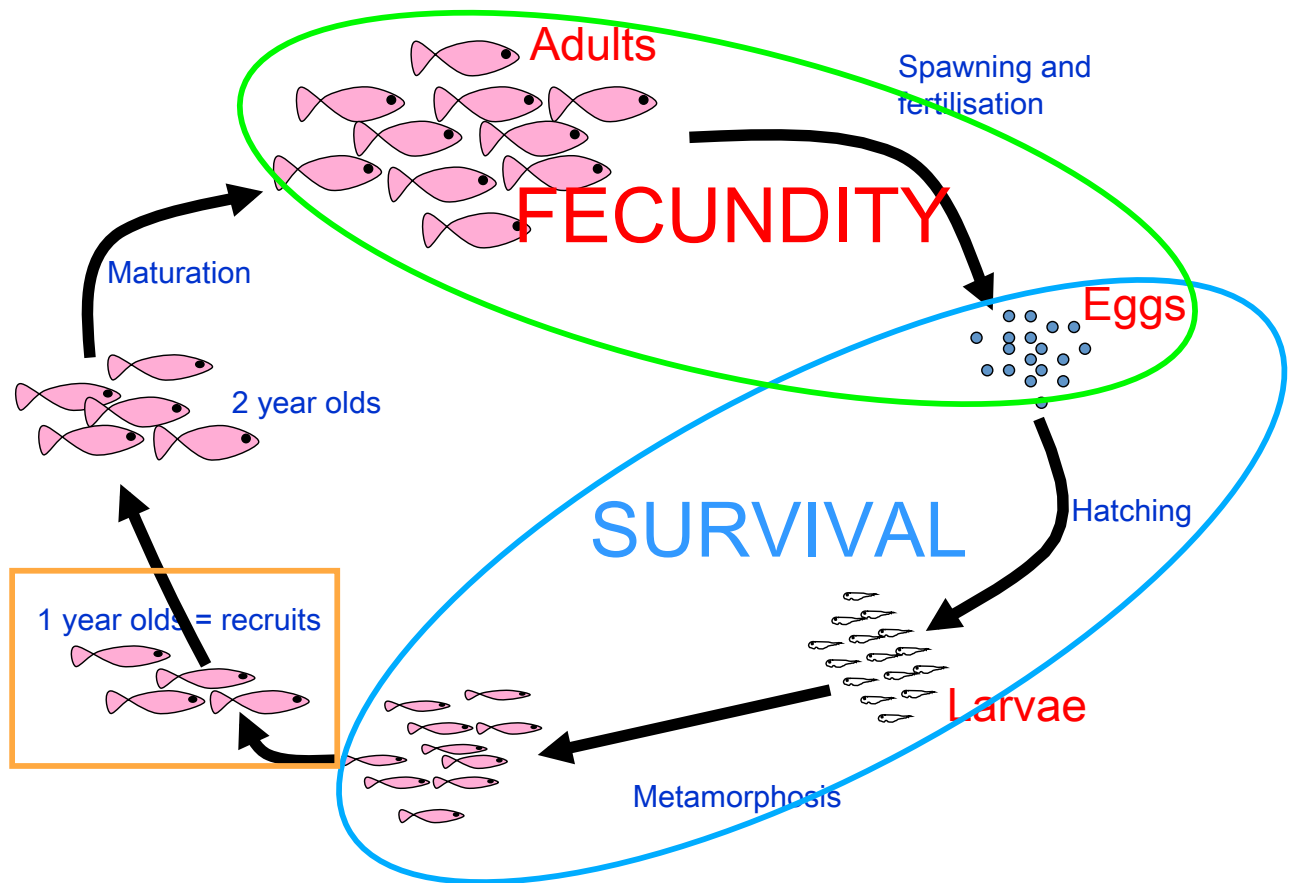 Adults
Spawning and
fertilisation
FECUNDITY
Maturation
Eggs
2 year olds
SURVIVAL
Hatching
1 year olds = recruits
Larvae
Metamorphosis